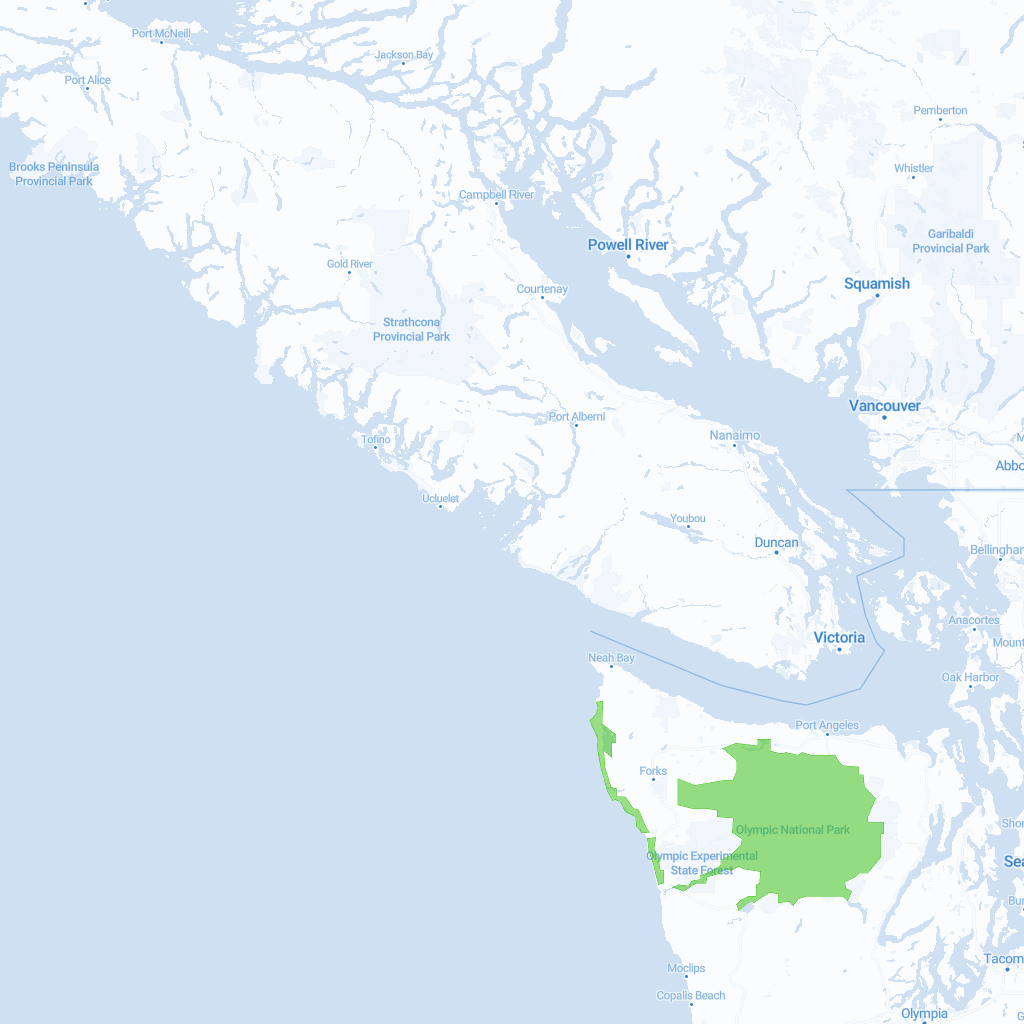 Port McNeill
Jackson Bay
Port Alice
Pemberton
Brooks Peninsula
Provincial Park
Whistler
Campbell River
Garibaldi
Provincial Park
Powell River
Gold River
Squamish
Courtenay
Strathcona
Provincial Park
Vancouver
Port Alberni
Nanaimo
Tofino
Abbo
Ucluelet
Youbou
Duncan
Bellingham
Anacortes
Victoria
Mount
Neah Bay
Oak Harbor
Port Angeles
Forks
Shor
Olympic National Park
Olympic Experimental
State Forest
Sea
Bur
Tacom
Moclips
Copalis Beach
Olympia